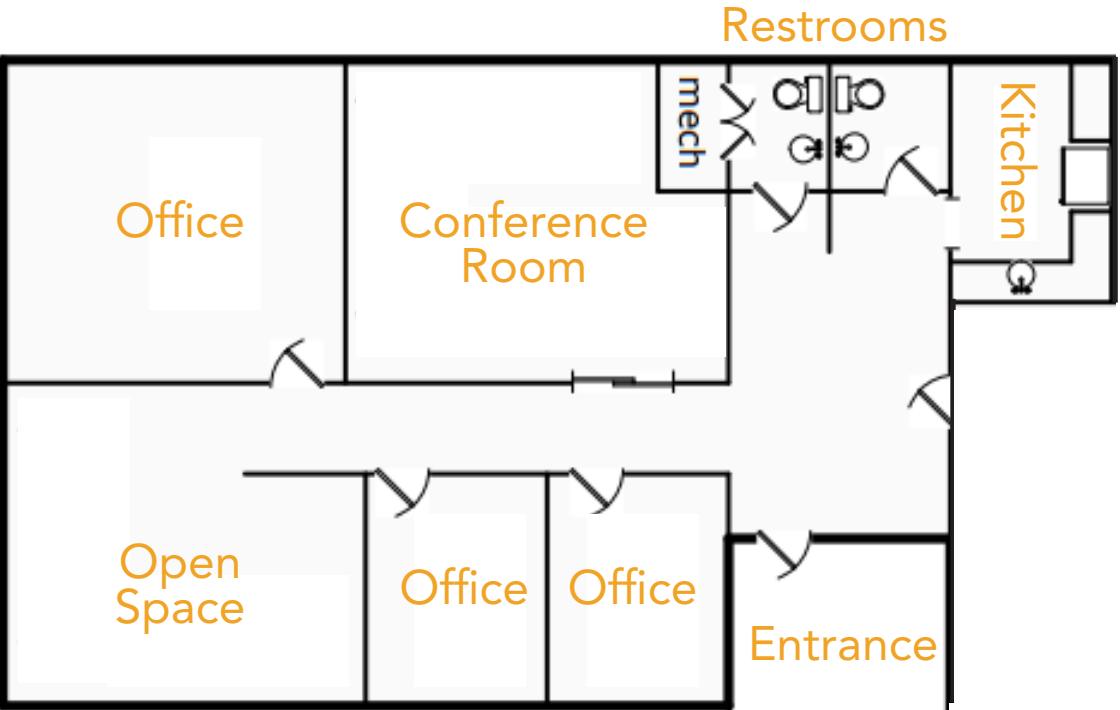 Restrooms
mech
Kitchen
Office
Conference
Room
Open
Space
Office
Office
Entrance